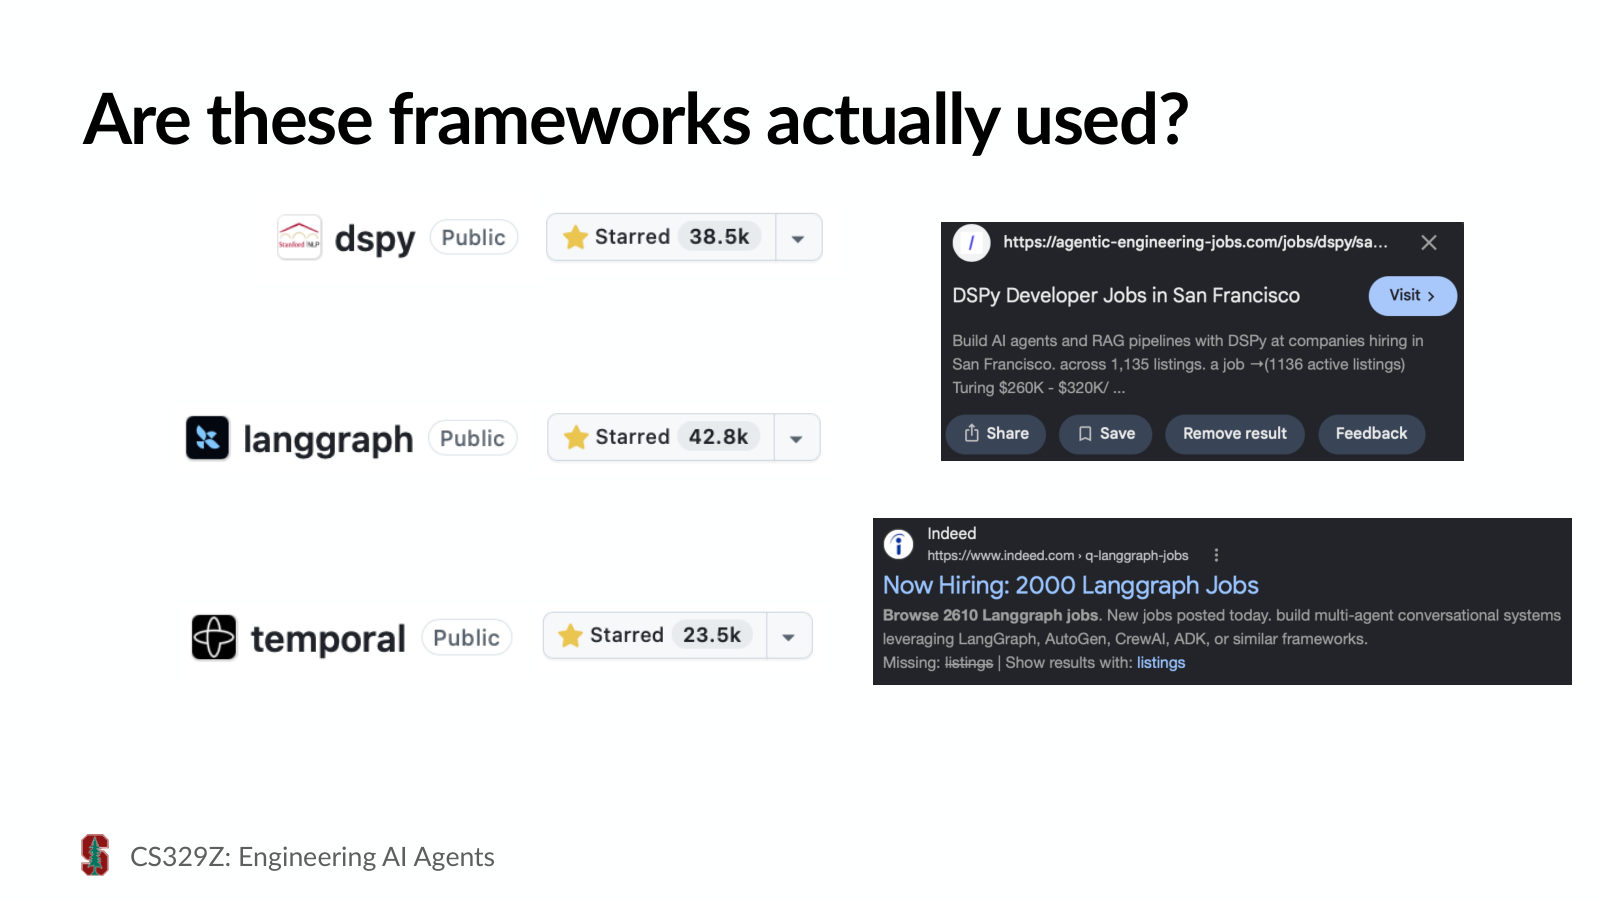 Are these frameworks actually used?
Stanford NLP
dspy Public Starred 38.5k
langgraph Public Starred 42.8k
temporal Public Starred 23.5k
https://agentic-engineering-jobs.com/jobs/dspy/sa...
DSPy Developer Jobs in San Francisco
Visit ›
Build AI agents and RAG pipelines with DSPy at companies hiring in
San Francisco. across 1,135 listings. a job →(1136 active listings)
Turing $260K - $320K/ ...
Share Save Remove result Feedback
Indeed
https://www.indeed.com › q-langgraph-jobs
Now Hiring: 2000 Langgraph Jobs
Browse 2610 Langgraph jobs. New jobs posted today. build multi-agent conversational systems
leveraging LangGraph, AutoGen, CrewAI, ADK, or similar frameworks.
Missing: listings | Show results with: listings
CS329Z: Engineering AI Agents